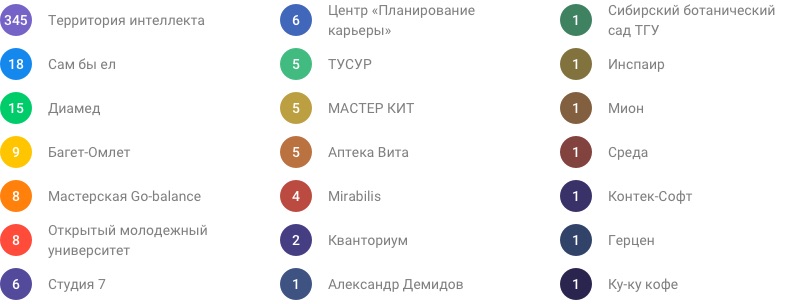 345 Территория интеллекта
18 Сам бы ел
15 Диамед
9 Багет-Омлет
8 Мастерская Go-balance
8 Открытый молодежный
университет
6 Студия 7
6 Центр «Планирование
карьеры»
5 ТУСУР
5 МАСТЕР КИТ
5 Аптека Вита
4 Mirabilis
2 Кванториум
1 Александр Демидов
1 Сибирский ботанический
сад ТГУ
1 Инспаир
1 Мион
1 Среда
1 Контек-Софт
1 Герцен
1 Ку-ку кофе